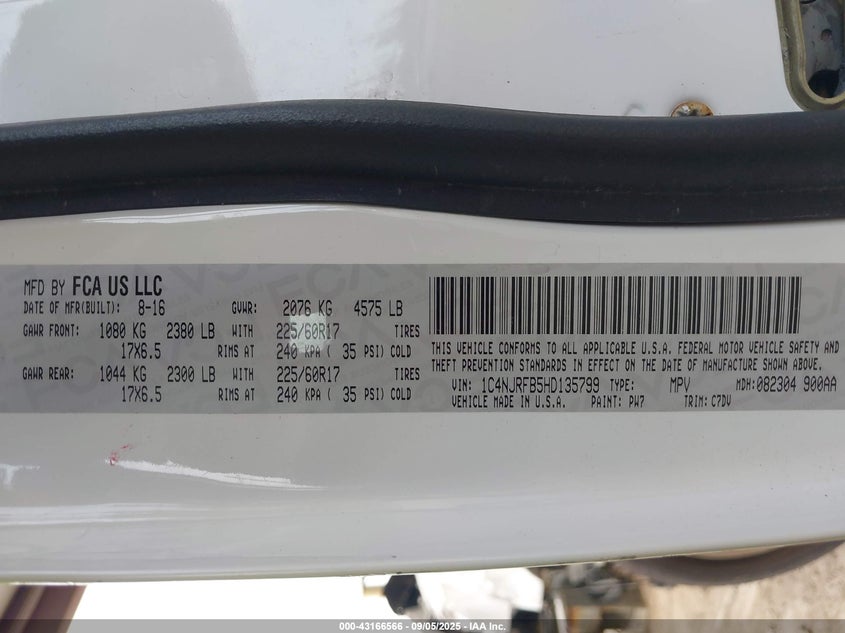 MFD BY FCA US LLC
DATE OF MFR(BUILT): 8-16 GVWR: 2076 KG 4575 LB
GAWR FRONT: 1080 KG 2380 LB WITH 225/60R17 TIRES
17X6.5 RIMS AT 240 KPA ( 35 PSI) COLD
GAWR REAR: 1044 KG 2300 LB WITH 225/60R17 TIRES
17X6.5 RIMS AT 240 KPA ( 35 PSI) COLD
THIS VEHICLE CONFORMS TO ALL APPLICABLE U.S.A. FEDERAL MOTOR VEHICLE SAFETY AND
THEFT PREVENTION STANDARDS IN EFFECT ON THE DATE OF MANUFACTURE SHOWN ABOVE.
VIN: 1C4NJRFB5HD135799 TYPE: MPV MDH: 082304 900AA
VEHICLE MADE IN U.S.A. PAINT: PW7 TRIM: C7DV
000-43166566 - 09/05/2025 - IAA Inc.